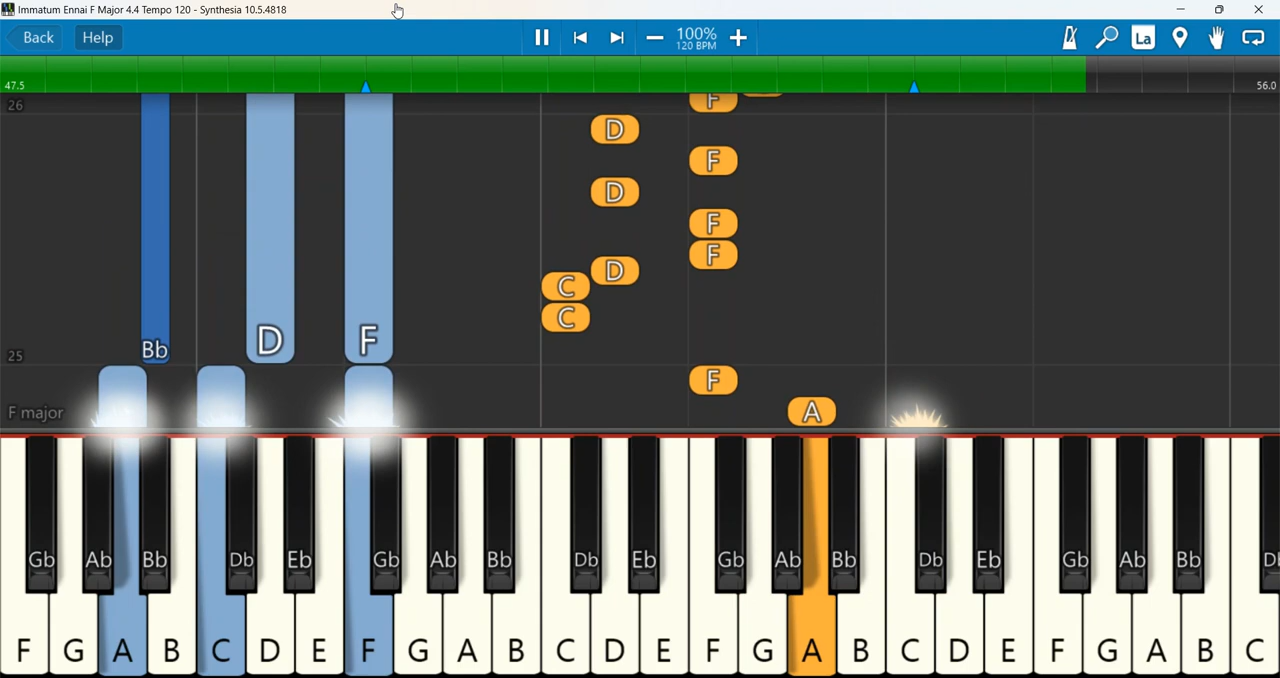 Immatum Ennai F Major 4.4 Tempo 120 - Synthesia 10.5.4818
Back Help 100% La
120 BPM
47.5 56.0
26 F
D
F
D
F
F
D
C
C
Bb D F
25
F
F major A
Gb Ab Bb Db Eb Gb Ab Bb Db Eb Gb Ab Bb Db Eb Gb Ab Bb
F G A B C D E F G A B C D E F G A B C D E F G A B C